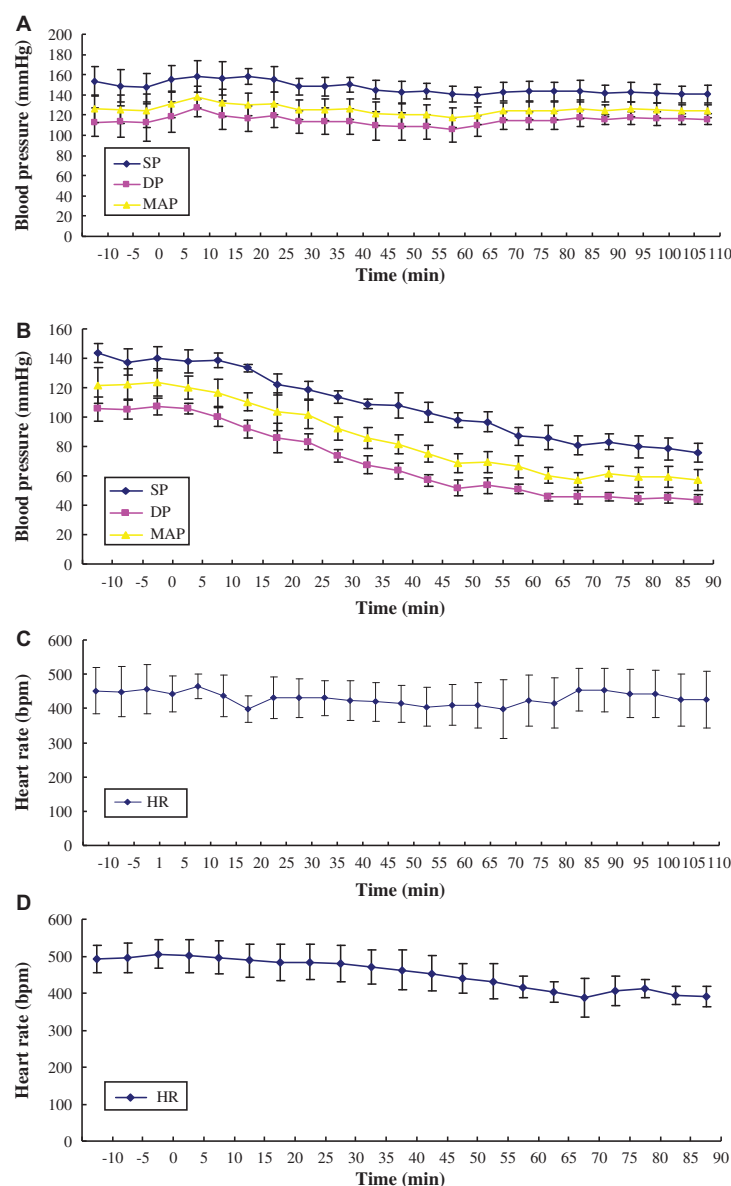 A
Blood pressure (mmHg)
200
180
160
140
120
100
80
60
40
20
0
SP
DP
MAP
-10 -5 0 5 10 15 20 25 30 35 40 45 50 55 60 65 70 75 80 85 90 95 100 105 110
Time (min)
B
Blood pressure (mmHg)
160
140
120
100
80
60
40
20
0
SP
DP
MAP
-10 -5 0 5 10 15 20 25 30 35 40 45 50 55 60 65 70 75 80 85 90
Time (min)
C
Heart rate (bpm)
600
500
400
300
200
100
0
HR
-10 -5 1 5 10 15 20 25 30 35 40 45 50 55 60 65 70 75 80 85 90 95 100 105 110
Time (min)
D
Heart rate (bpm)
600
500
400
300
200
100
0
HR
-10 -5 0 5 10 15 20 25 30 35 40 45 50 55 60 65 70 75 80 85 90
Time (min)